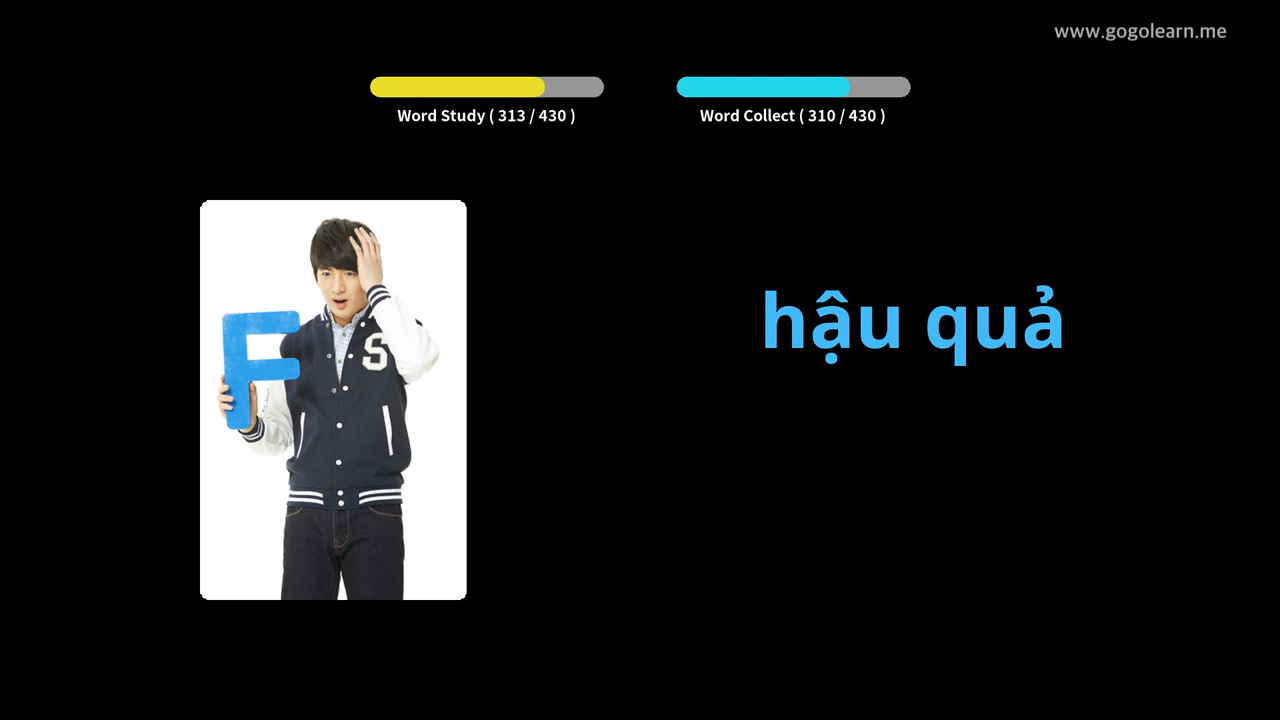 www.gogolearn.me
Word Study ( 313 / 430 )
Word Collect ( 310 / 430 )
F
S
hậu quả